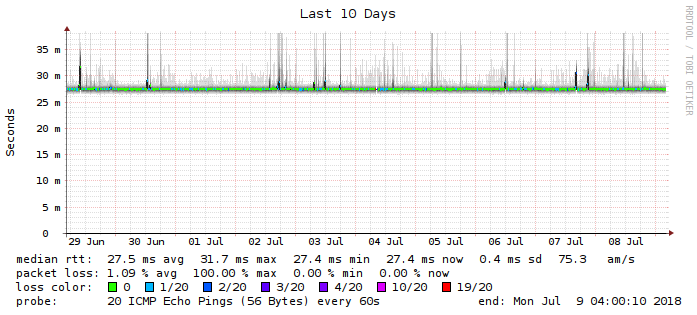 Last 10 Days
RRDTOOL / TOBI OETIKER
Seconds
35 m
30 m
25 m
20 m
15 m
10 m
5 m
0
29 Jun 30 Jun 01 Jul 02 Jul 03 Jul 04 Jul 05 Jul 06 Jul 07 Jul 08 Jul
median rtt: 27.5 ms avg 31.7 ms max 27.4 ms min 27.4 ms now 0.4 ms sd 75.3 am/s
packet loss: 1.09 % avg 100.00 % max 0.00 % min 0.00 % now
loss color: 0 1/20 2/20 3/20 4/20 10/20 19/20
probe: 20 ICMP Echo Pings (56 Bytes) every 60s end: Mon Jul 9 04:00:10 2018